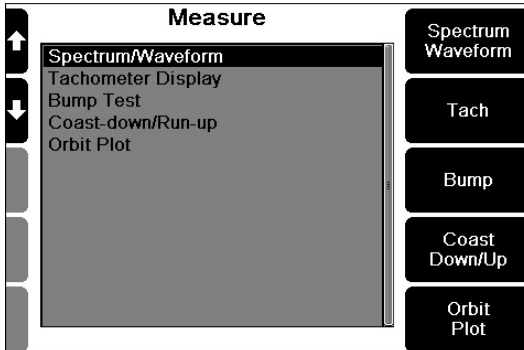 Measure
Spectrum/Waveform
Tachometer Display
Bump Test
Coast-down/Run-up
Orbit Plot
Spectrum
Waveform
Tach
Bump
Coast
Down/Up
Orbit
Plot